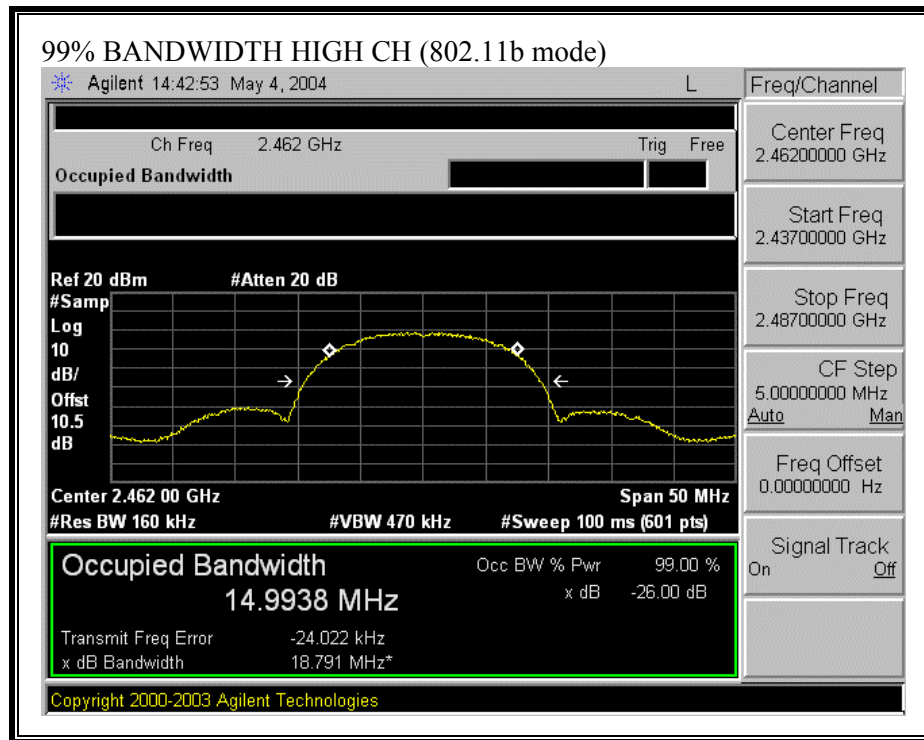 99% BANDWIDTH HIGH CH (802.11b mode)
Agilent 14:42:53 May 4, 2004 L
Freq/Channel
Ch Freq 2.462 GHz Trig Free
Occupied Bandwidth
Center Freq
2.46200000 GHz
Start Freq
2.43700000 GHz
Stop Freq
2.48700000 GHz
CF Step
5.00000000 MHz
Auto Man
Freq Offset
0.00000000 Hz
Signal Track
On Off
Ref 20 dBm #Atten 20 dB
#Samp
Log
10
dB/
Offst
10.5
dB
Center 2.462 00 GHz Span 50 MHz
#Res BW 160 kHz #VBW 470 kHz #Sweep 100 ms (601 pts)
Occupied Bandwidth
14.9938 MHz
Occ BW % Pwr 99.00 %
x dB -26.00 dB
Transmit Freq Error -24.022 kHz
x dB Bandwidth 18.791 MHz*
Copyright 2000-2003 Agilent Technologies